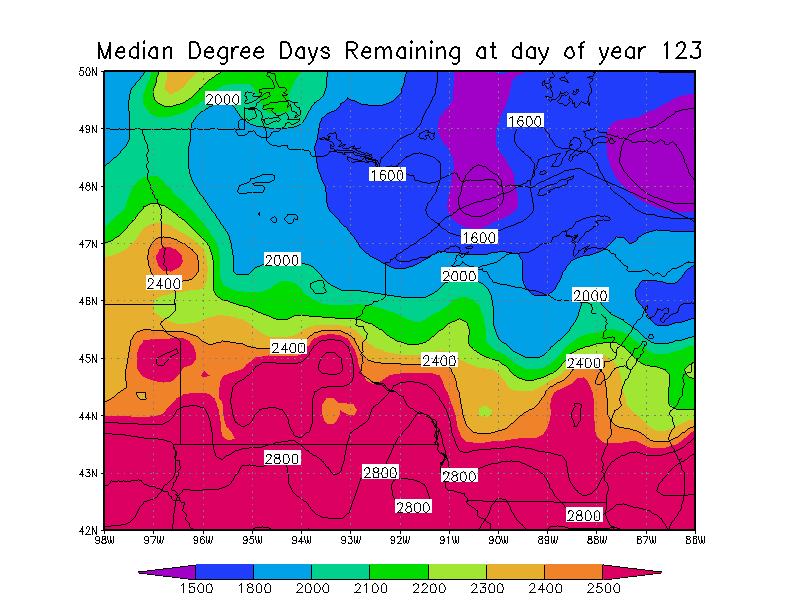 Median Degree Days Remaining at day of year 123
50N
2000
49N
1600
1600
48N
1600
47N
2000
2000
2400
2000
46N
2400
45N
2400
2400
44N
2800
43N
2800
2800
2800
2800
42N
98W 97W 96W 95W 94W 93W 92W 91W 90W 89W 88W 87W 86W
1500 1800 2000 2100 2200 2300 2400 2500